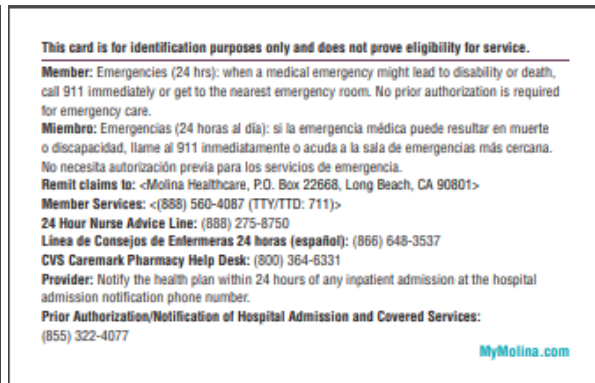 This card is for identification purposes only and does not prove eligibility for service.
Member: Emergencies (24 hrs): when a medical emergency might lead to disability or death,
call 911 immediately or get to the nearest emergency room. No prior authorization is required
for emergency care.
Miembro: Emergencias (24 horas al día): si la emergencia médica puede resultar en muerte
o discapacidad, llame al 911 inmediatamente o acuda a la sala de emergencias más cercana.
No necesita autorización previa para los servicios de emergencia.
Remit claims to: <Molina Healthcare, P.O. Box 22668, Long Beach, CA 90801>
Member Services: <(888) 560-4087 (TTY/TTD: 711)>
24 Hour Nurse Advice Line: (888) 275-8750
Línea de Consejos de Enfermeras 24 horas (español): (866) 648-3537
CVS Caremark Pharmacy Help Desk: (800) 364-6331
Provider: Notify the health plan within 24 hours of any inpatient admission at the hospital
admission notification phone number.
Prior Authorization/Notification of Hospital Admission and Covered Services:
(855) 322-4077
MyMolina.com